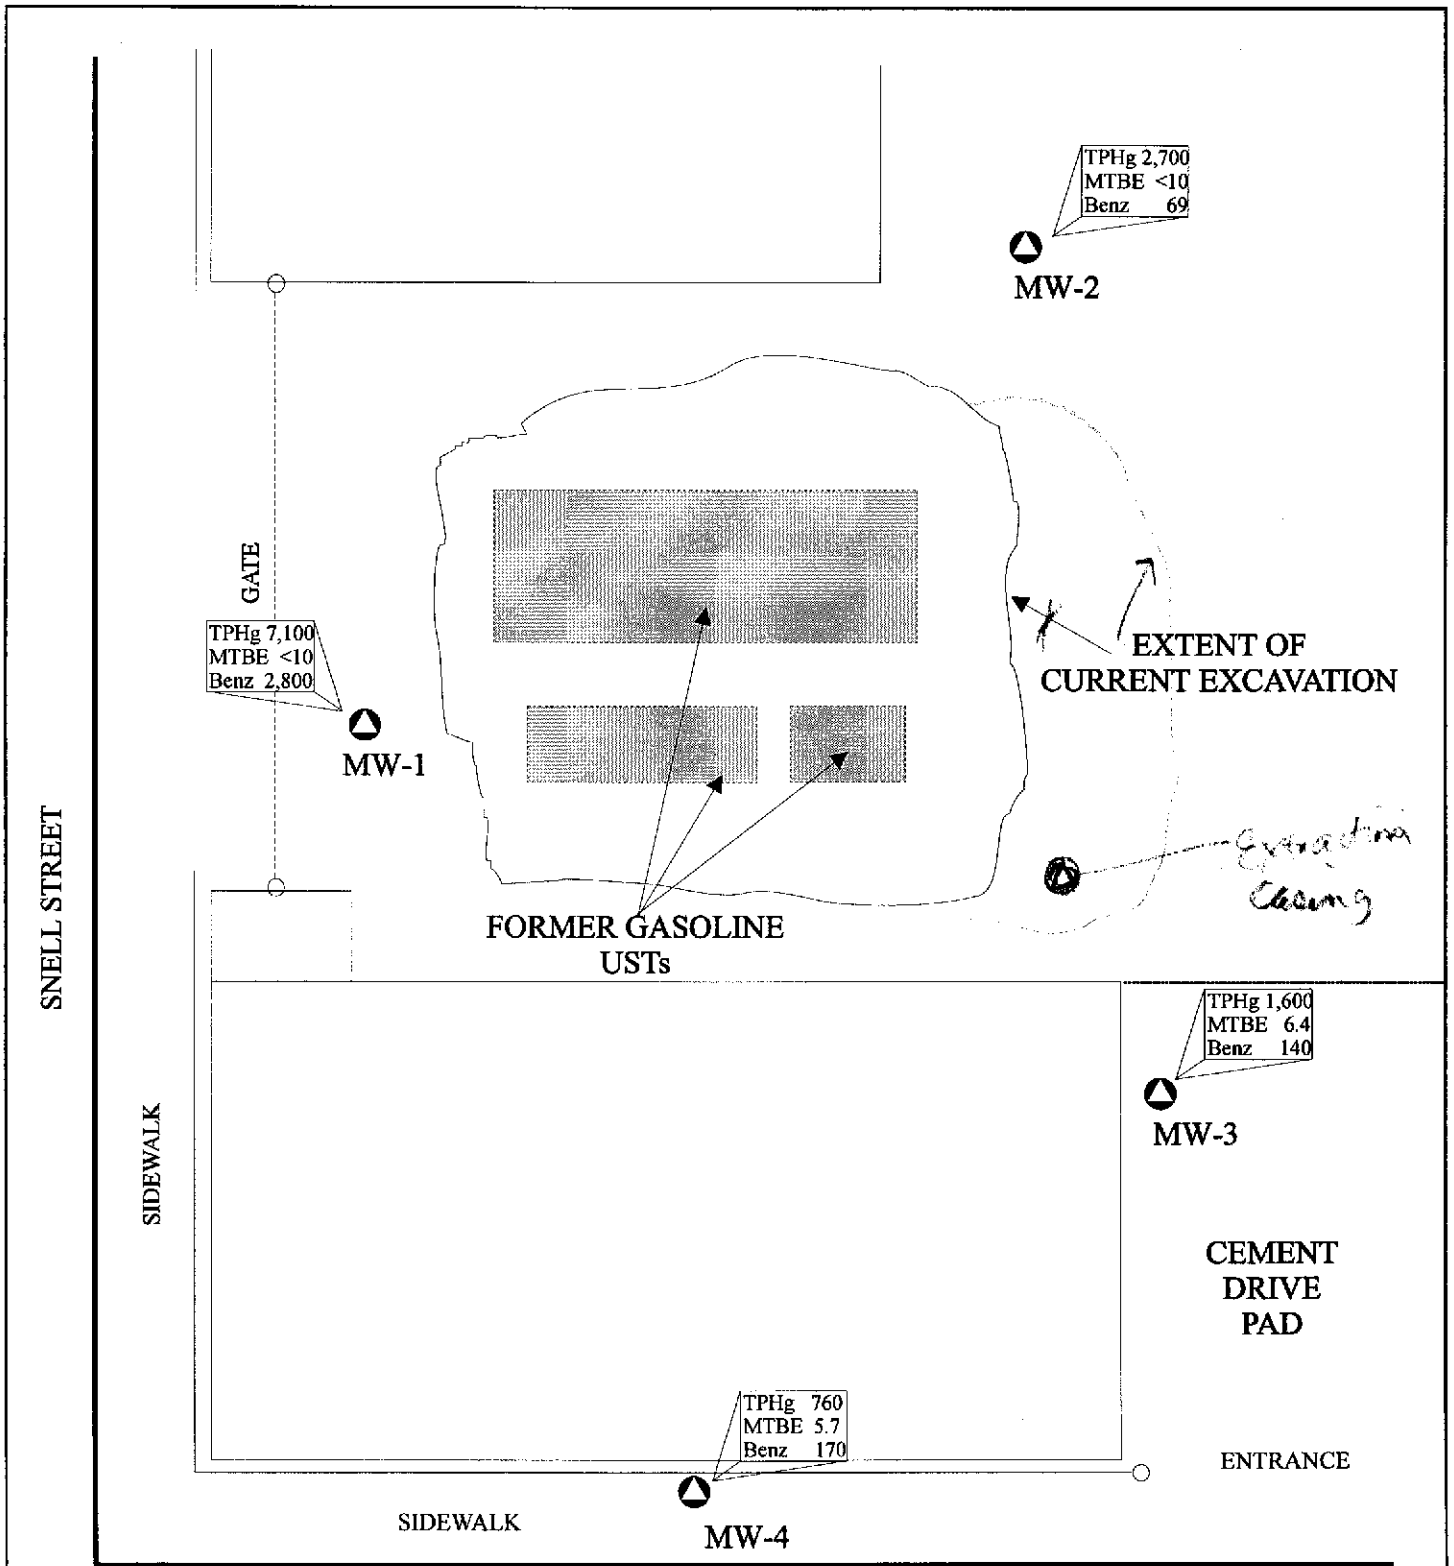 TPHg 2,700
MTBE <10
Benz 69
MW-2
GATE
TPHg 7,100
MTBE <10
Benz 2,800
MW-1
EXTENT OF
CURRENT EXCAVATION
Extraction
Casing
FORMER GASOLINE
USTs
SNELL STREET
TPHg 1,600
MTBE 6.4
Benz 140
MW-3
SIDEWALK
CEMENT
DRIVE
PAD
TPHg 760
MTBE 5.7
Benz 170
ENTRANCE
SIDEWALK
MW-4